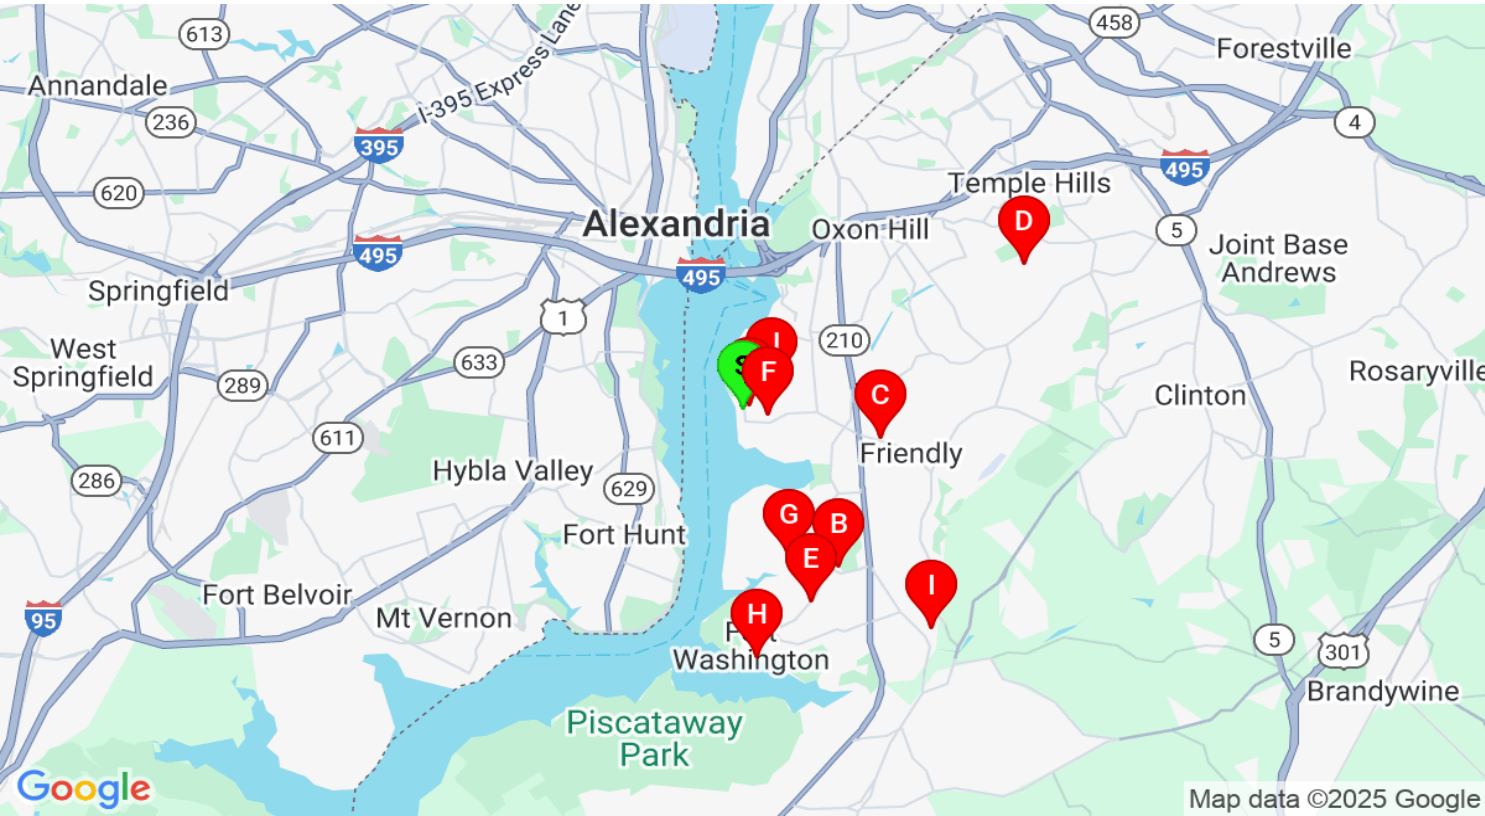 613
458
Forestville
Annandale
I-395 Express Lane
236
4
395
495
620
Temple Hills
D
Alexandria
Oxon Hill
5
Joint Base
Andrews
495
495
Springfield
1
West
Springfield
633
210
J
S
F
289
C
Rosaryville
Clinton
611
Friendly
Hybla Valley
286
629
G
B
Fort Hunt
E
I
Fort Belvoir
H
95
Mt Vernon
Washington
5
301
Brandywine
Piscataway
Park
Google
Map data ©2025 Google